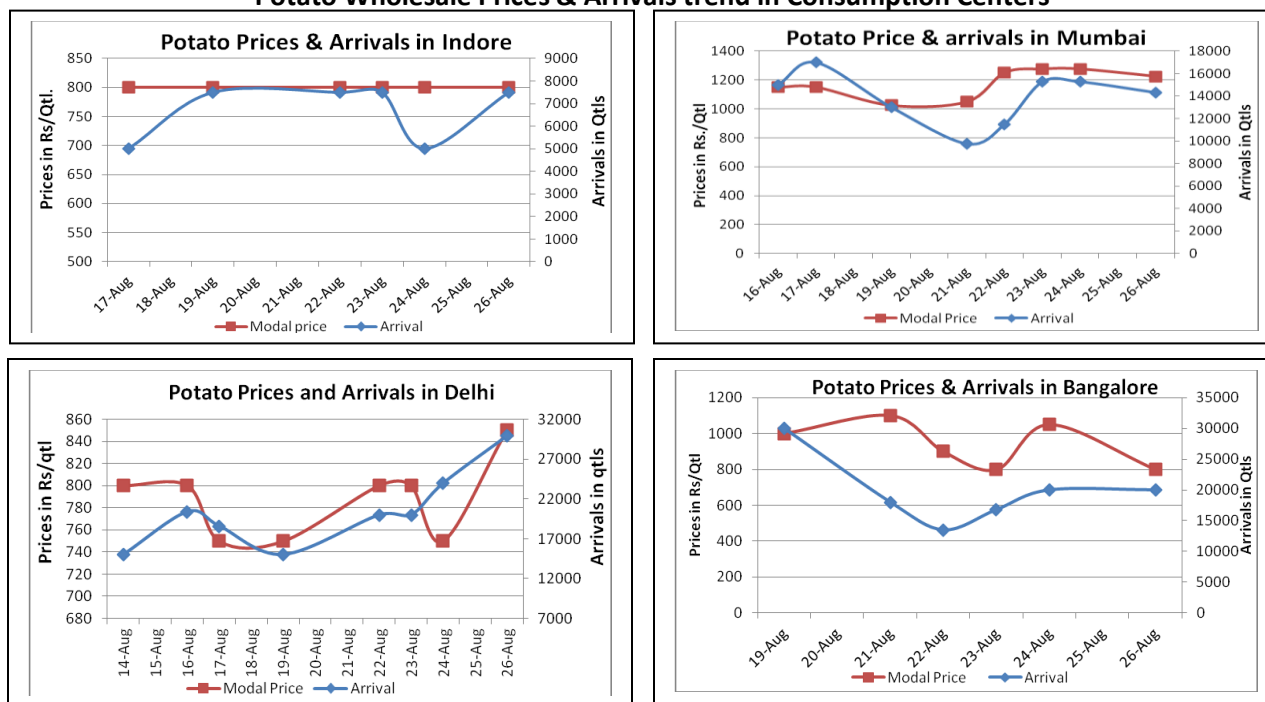 Potato Wholesale Prices & Arrivals trend in Consumption Centers
Potato Prices & Arrivals in Indore
Prices in Rs/Qtl.
850
800
750
700
650
600
550
500
9000
8000
7000
6000
5000
4000
3000
2000
1000
0
Arrivals in Qtls
17-Aug
18-Aug
19-Aug
20-Aug
21-Aug
22-Aug
23-Aug
24-Aug
25-Aug
26-Aug
Modal price
Arrival
Potato Price & arrivals in Mumbai
Prices in Rs./Qtl
1400
1200
1000
800
600
400
200
0
18000
16000
14000
12000
10000
8000
6000
4000
2000
0
Arrivals in Qtls
16-Aug
17-Aug
18-Aug
19-Aug
20-Aug
21-Aug
22-Aug
23-Aug
24-Aug
25-Aug
26-Aug
Modal Price
Arrival
Potato Prices and Arrivals in Delhi
Prices in Rs/qtl
860
840
820
800
780
760
740
720
700
680
32000
27000
22000
17000
12000
7000
Arrivals in qtls
14-Aug
15-Aug
16-Aug
17-Aug
18-Aug
19-Aug
20-Aug
21-Aug
22-Aug
23-Aug
24-Aug
25-Aug
26-Aug
Modal Price
Arrival
Potato Prices & Arrivals in Bangalore
Prices in Rs/Qtl
1200
1000
800
600
400
200
0
35000
30000
25000
20000
15000
10000
5000
0
Arrivals in Qtls
19-Aug
20-Aug
21-Aug
22-Aug
23-Aug
24-Aug
25-Aug
26-Aug
Modal Price
Arrival